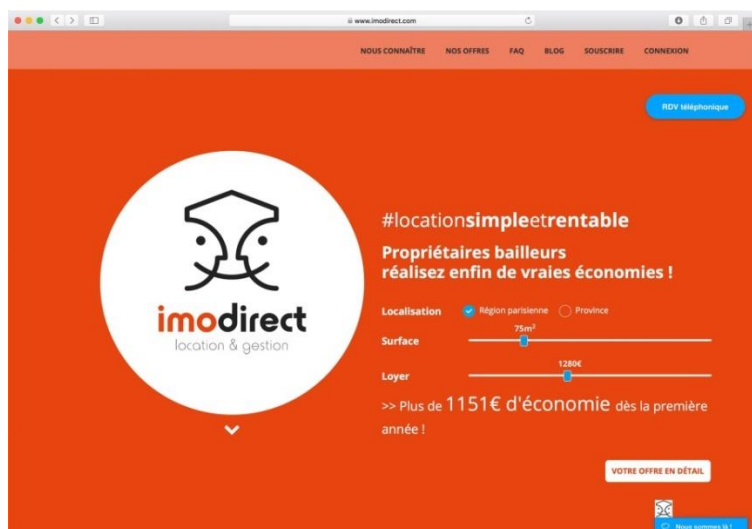 www.imodirect.com
NOUS CONNAÎTRE NOS OFFRES FAQ BLOG SOUSCRIRE CONNEXION
RDV téléphonique
imodirect
location & gestion
#locationsimpleetrentable
Propriétaires bailleurs
réalisez enfin de vraies économies !
Localisation Région parisienne Province
75m²
Surface
1280€
Loyer
>> Plus de 1151€ d'économie dès la première
année !
VOTRE OFFRE EN DÉTAIL
Nous sommes là !